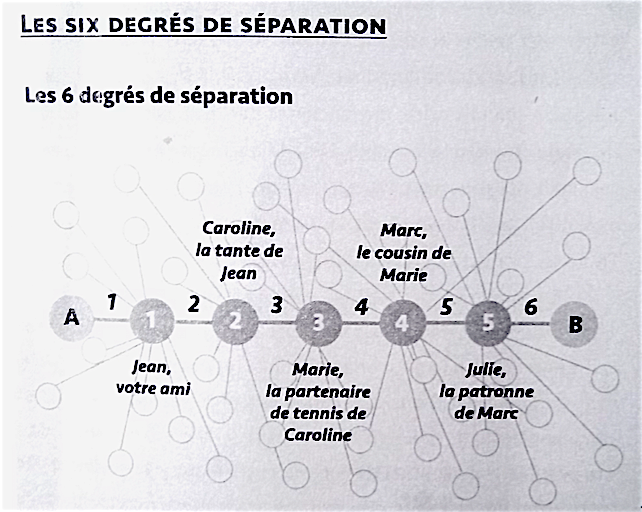 LES SIX DEGRÉS DE SÉPARATION
Les 6 degrés de séparation
Caroline,
la tante de
Jean
Marc,
le cousin de
Marie
A 1 1 2 2 3 3 4 4 5 5 6 B
Jean,
votre ami
Marie,
la partenaire
de tennis de
Caroline
Julie,
la patronne
de Marc